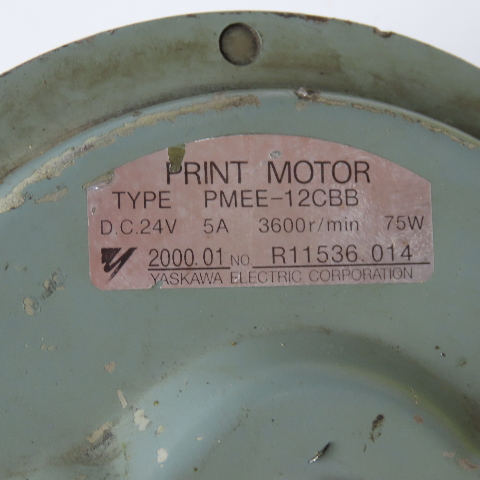 PRINT MOTOR
TYPE PMEE-12CBB
D.C.24V 5A 3600r/min 75W
2000.01 NO. R11536.014
YASKAWA ELECTRIC CORPORATION